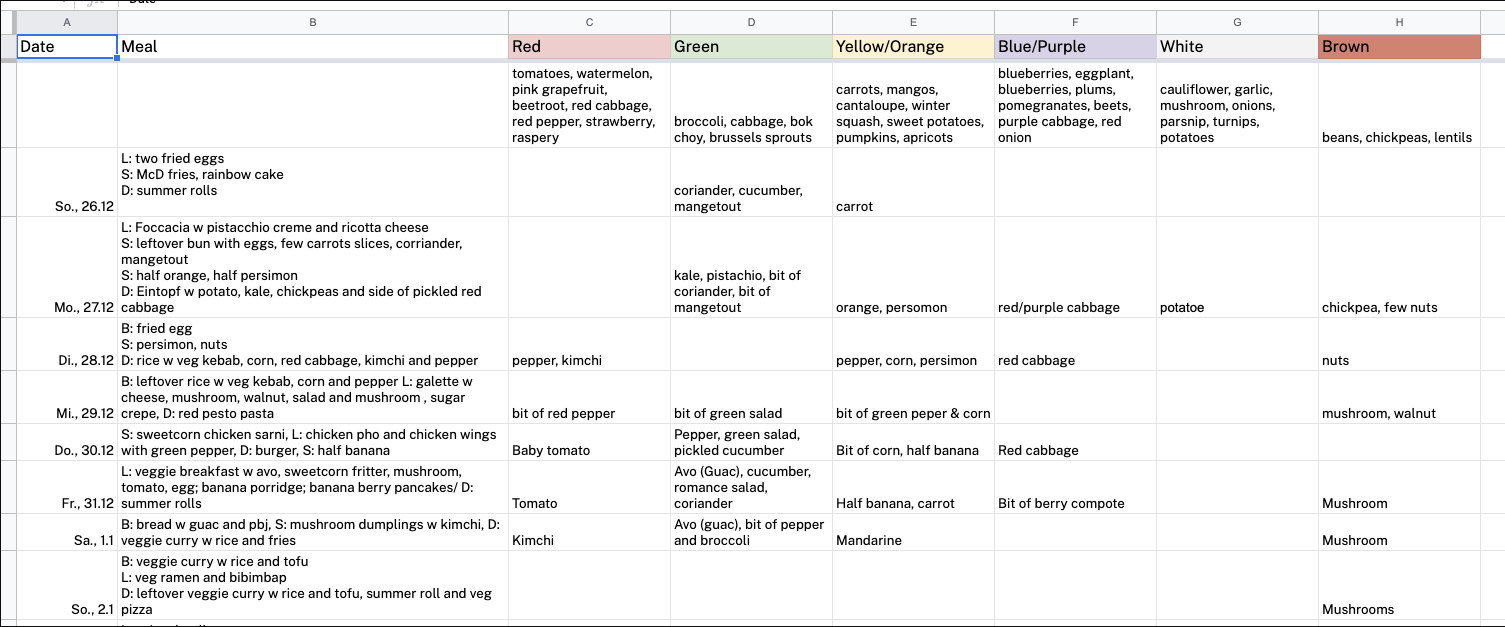 A B C D E F G H
Date Meal Red Green Yellow/Orange Blue/Purple White Brown
tomatoes, watermelon,
pink grapefruit,
beetroot, red cabbage,
red pepper, strawberry,
raspery
broccoli, cabbage, bok
choy, brussels sprouts
carrots, mangos,
cantaloupe, winter
squash, sweet potatoes,
pumpkins, apricots
blueberries, eggplant,
blueberries, plums,
pomegranates, beets,
purple cabbage, red
onion
cauliflower, garlic,
mushroom, onions,
parsnip, turnips,
potatoes
beans, chickpeas, lentils
So., 26.12
L: two fried eggs
S: McD fries, rainbow cake
D: summer rolls
coriander, cucumber,
mangetout
carrot
Mo., 27.12
L: Foccacia w pistacchio creme and ricotta cheese
S: leftover bun with eggs, few carrots slices, corriander,
mangetout
S: half orange, half persimon
D: Eintopf w potato, kale, chickpeas and side of pickled red
cabbage
kale, pistachio, bit of
coriander, bit of
mangetout
orange, persomon
red/purple cabbage
potatoe
chickpea, few nuts
Di., 28.12
B: fried egg
S: persimon, nuts
D: rice w veg kebab, corn, red cabbage, kimchi and pepper
pepper, kimchi
pepper, corn, persimon
red cabbage
nuts
Mi., 29.12
B: leftover rice w veg kebab, corn and pepper L: galette w
cheese, mushroom, walnut, salad and mushroom , sugar
crepe, D: red pesto pasta
bit of red pepper
bit of green salad
bit of green peper & corn
mushroom, walnut
Do., 30.12
S: sweetcorn chicken sarni, L: chicken pho and chicken wings
with green pepper, D: burger, S: half banana
Baby tomato
Pepper, green salad,
pickled cucumber
Bit of corn, half banana
Red cabbage
Fr., 31.12
L: veggie breakfast w avo, sweetcorn fritter, mushroom,
tomato, egg; banana porridge; banana berry pancakes/ D:
summer rolls
Tomato
Avo (Guac), cucumber,
romance salad,
coriander
Half banana, carrot
Bit of berry compote
Mushroom
Sa., 1.1
B: bread w guac and pbj, S: mushroom dumplings w kimchi, D:
veggie curry w rice and fries
Kimchi
Avo (guac), bit of pepper
and broccoli
Mandarine
Mushroom
So., 2.1
B: veggie curry w rice and tofu
L: veg ramen and bibimbap
D: leftover veggie curry w rice and tofu, summer roll and veg
pizza
Mushrooms